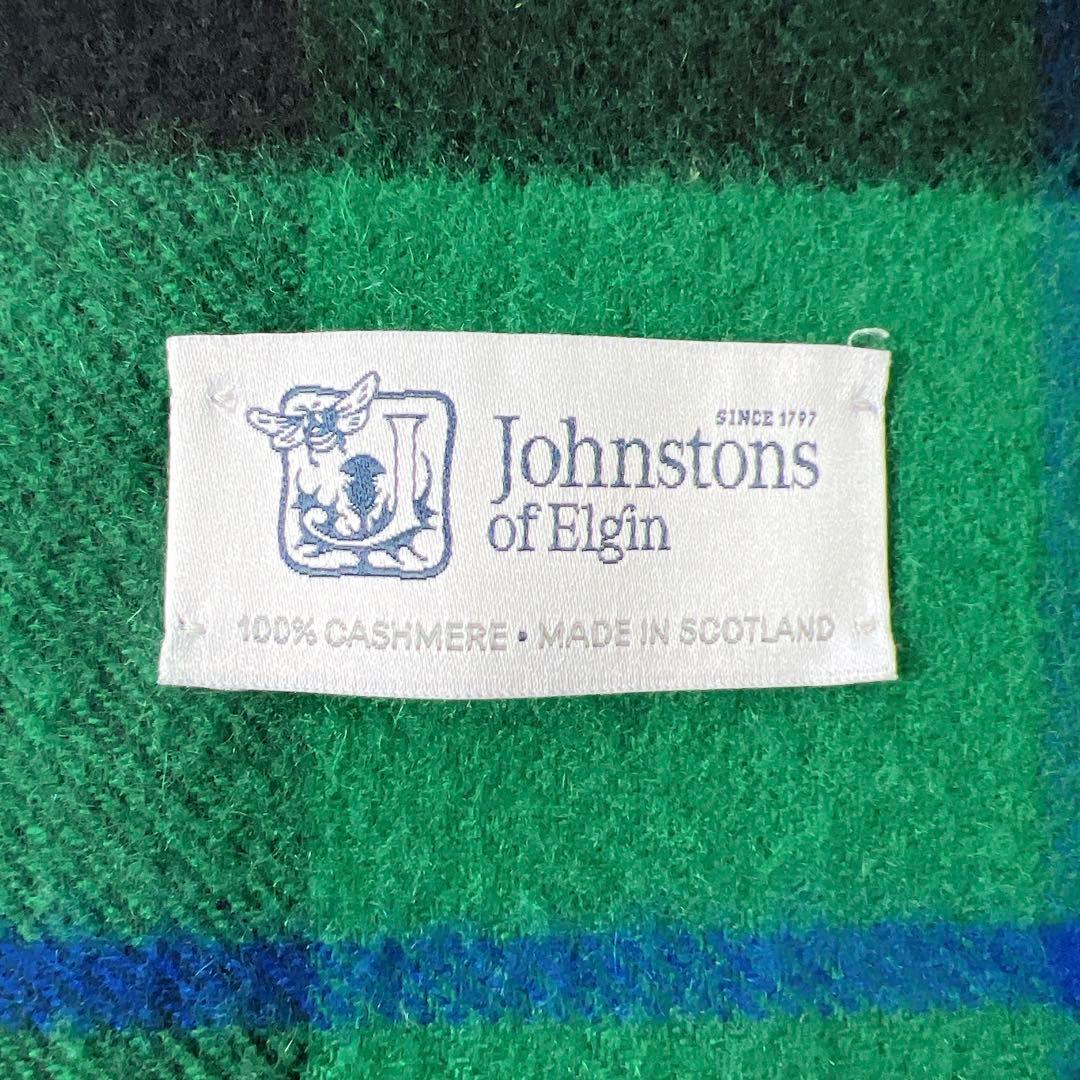 SINCE 1797
Johnstons
of Elgin
100% CASHMERE • MADE IN SCOTLAND